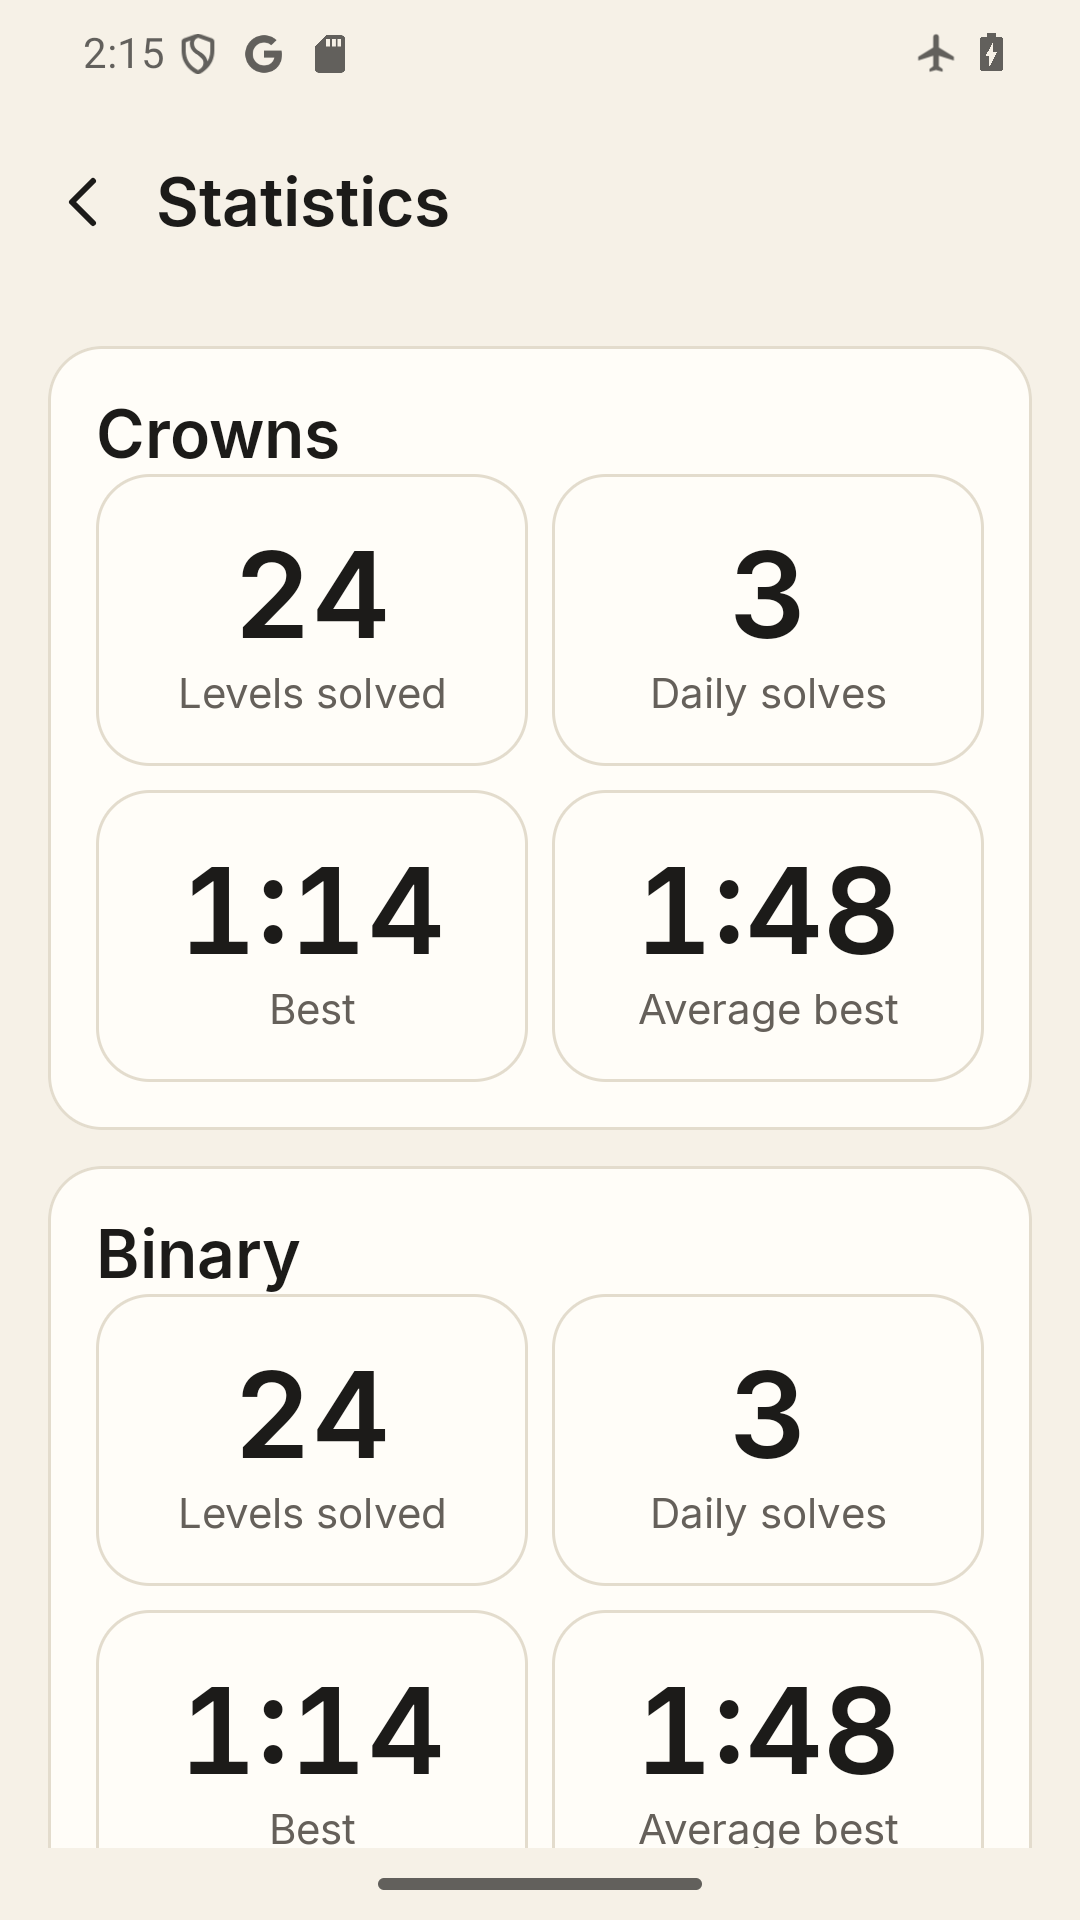 2:15
Statistics
Crowns
24
Levels solved
3
Daily solves
1:14
Best
1:48
Average best
Binary
24
Levels solved
3
Daily solves
1:14
Best
1:48
Average best